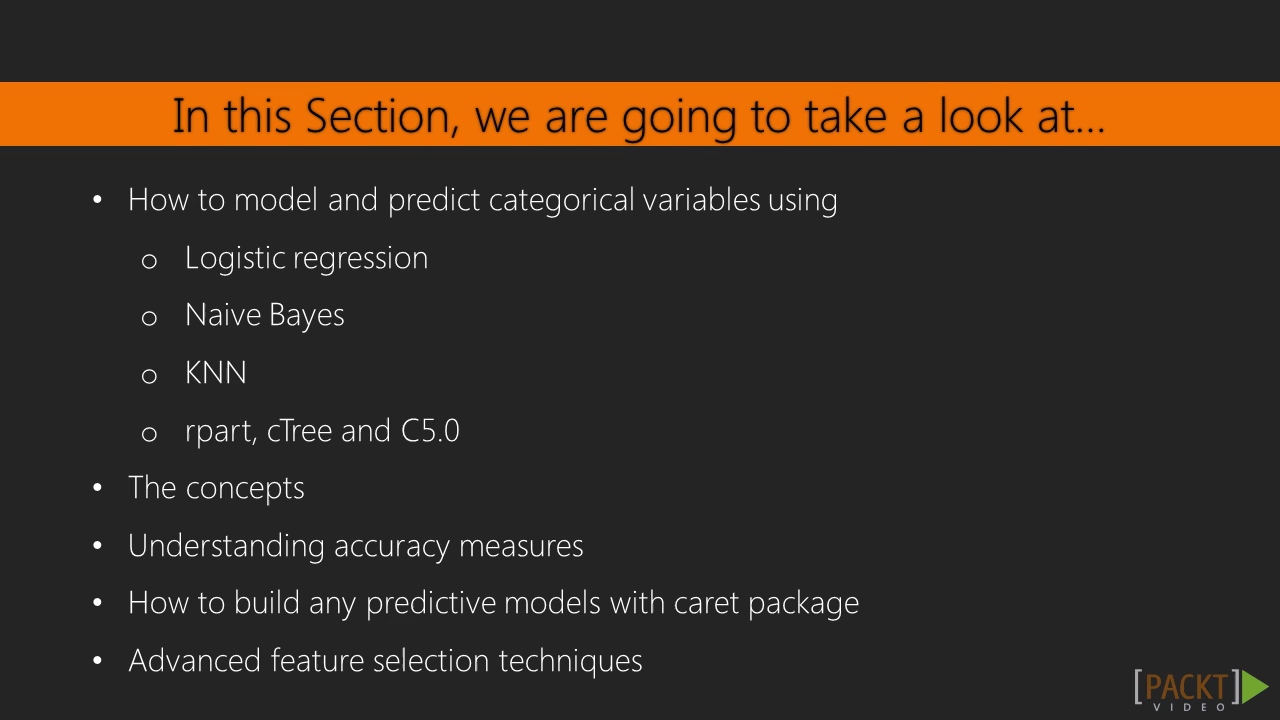 In this Section, we are going to take a look at...
• How to model and predict categorical variables using
o Logistic regression
o Naive Bayes
o KNN
o rpart, cTree and C5.0
• The concepts
• Understanding accuracy measures
• How to build any predictive models with caret package
• Advanced feature selection techniques
[PACKT]
VIDEO